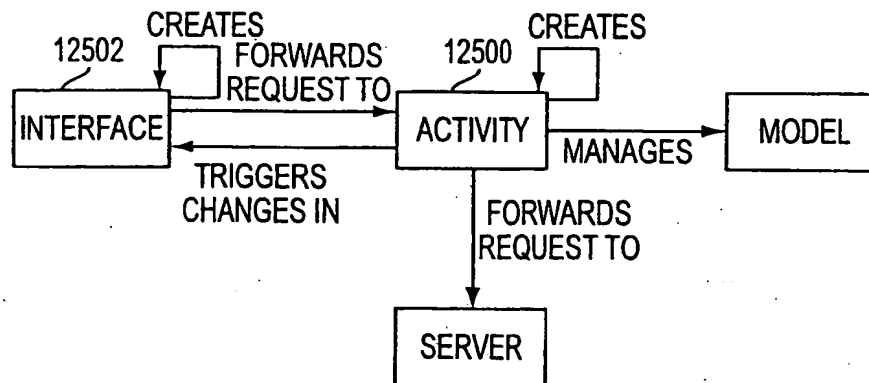 CREATES
12502
FORWARDS
REQUEST TO
12500
CREATES
INTERFACE
ACTIVITY
MODEL
MANAGES
TRIGGERS
CHANGES IN
FORWARDS
REQUEST TO
SERVER